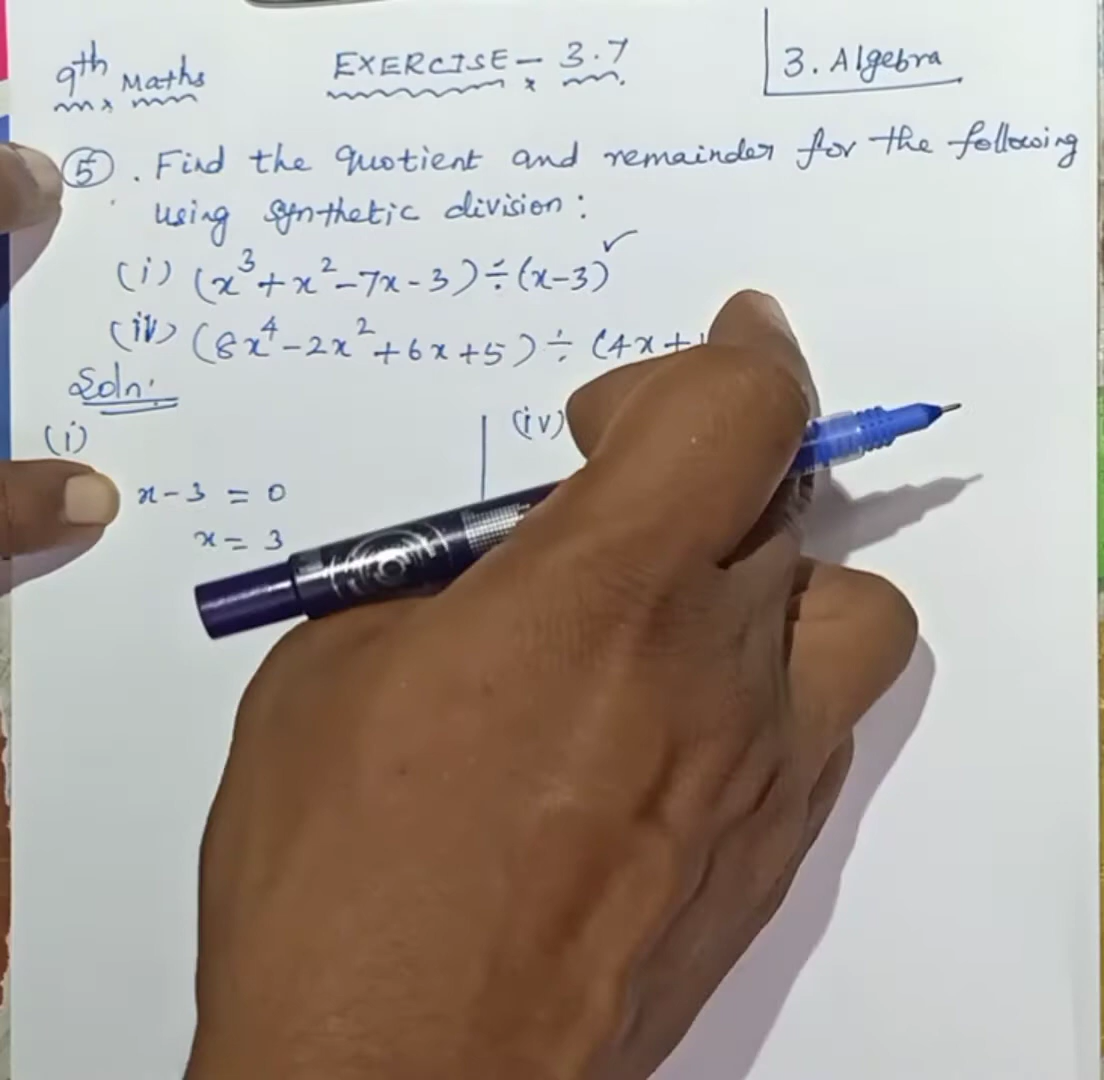 9th Maths EXERCISE - 3.7 3. Algebra
(5). Find the quotient and remainder for the following
using synthetic division:
(i) (x³+x²-7x-3)÷(x-3)
(iv) (8x⁴-2x²+6x+5)÷(4x+
Soln:
(i)
(iv)
x-3 = 0
x = 3